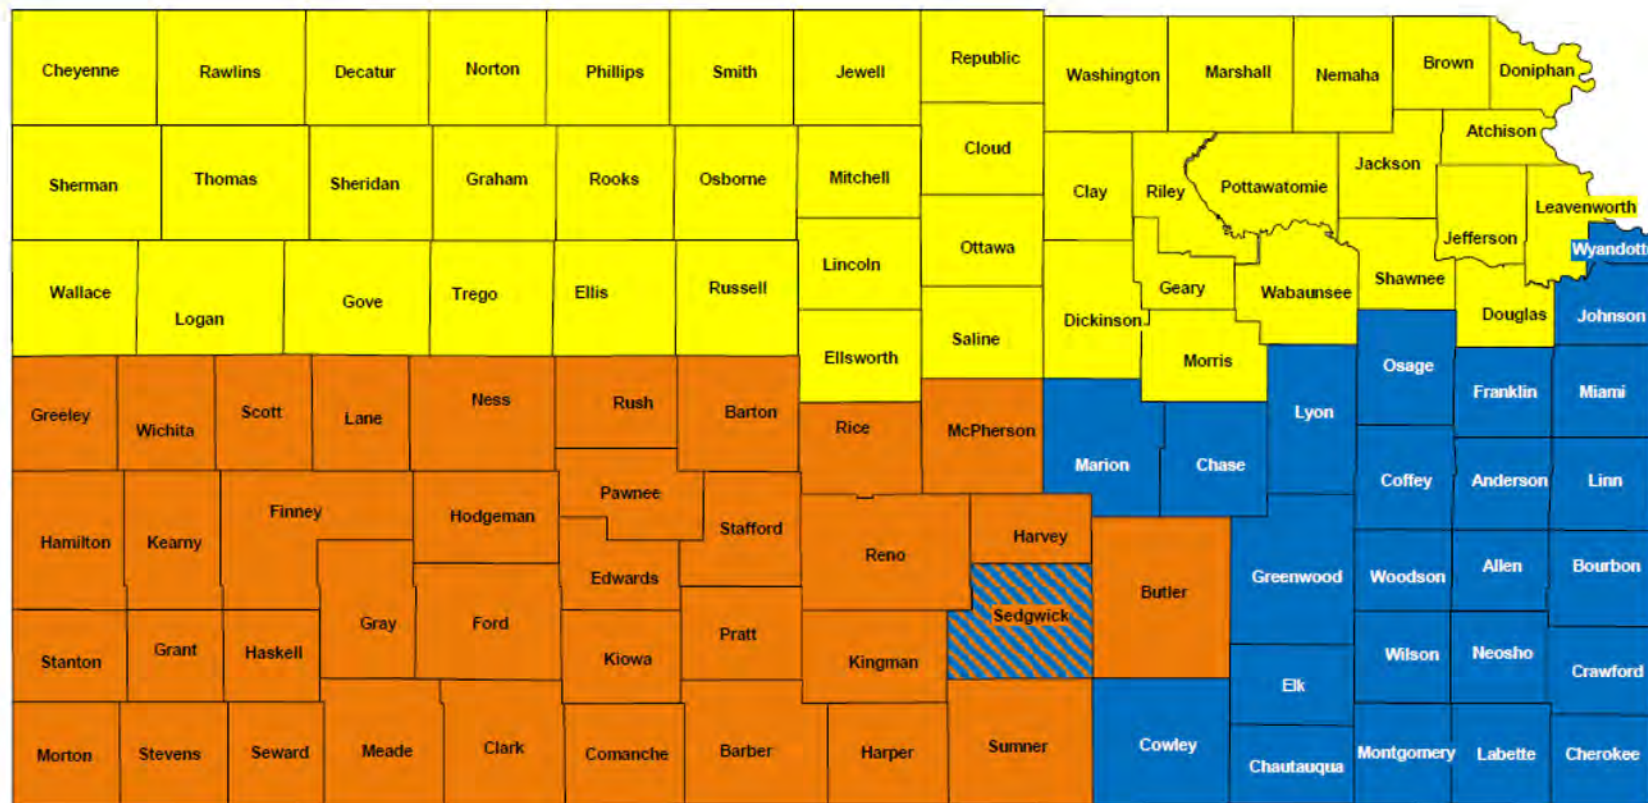 Cheyenne
Rawlins
Decatur
Norton
Phillips
Smith
Jewell
Republic
Washington
Marshall
Nemaha
Brown
Doniphan
Sherman
Thomas
Sheridan
Graham
Rooks
Osborne
Mitchell
Cloud
Clay
Riley
Pottawatomie
Jackson
Atchison
Wallace
Logan
Gove
Trego
Ellis
Russell
Lincoln
Ottawa
Geary
Wabaunsee
Shawnee
Jefferson
Leavenworth
Wyandott
Ellsworth
Saline
Dickinson
Morris
Osage
Douglas
Johnson
Greeley
Wichita
Scott
Lane
Ness
Rush
Barton
Rice
McPherson
Marion
Chase
Lyon
Franklin
Miami
Hamilton
Kearny
Finney
Hodgeman
Pawnee
Stafford
Reno
Harvey
Coffey
Anderson
Linn
Edwards
Sedgwick
Butler
Greenwood
Woodson
Allen
Bourbon
Stanton
Grant
Haskell
Gray
Ford
Kiowa
Pratt
Kingman
Elk
Wilson
Neosho
Crawford
Morton
Stevens
Seward
Meade
Clark
Comanche
Barber
Harper
Sumner
Cowley
Chautauqua
Montgomery
Labette
Cherokee